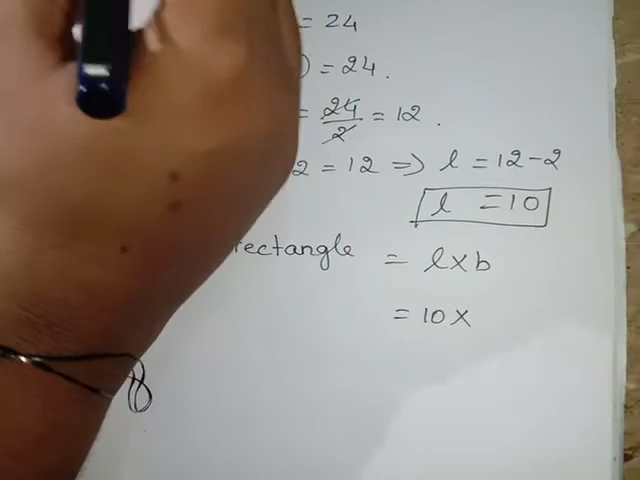 = 24
) = 24.
= 24/2 = 12.
2 = 12 => l = 12-2
l = 10
rectangle = l x b
= 10 x